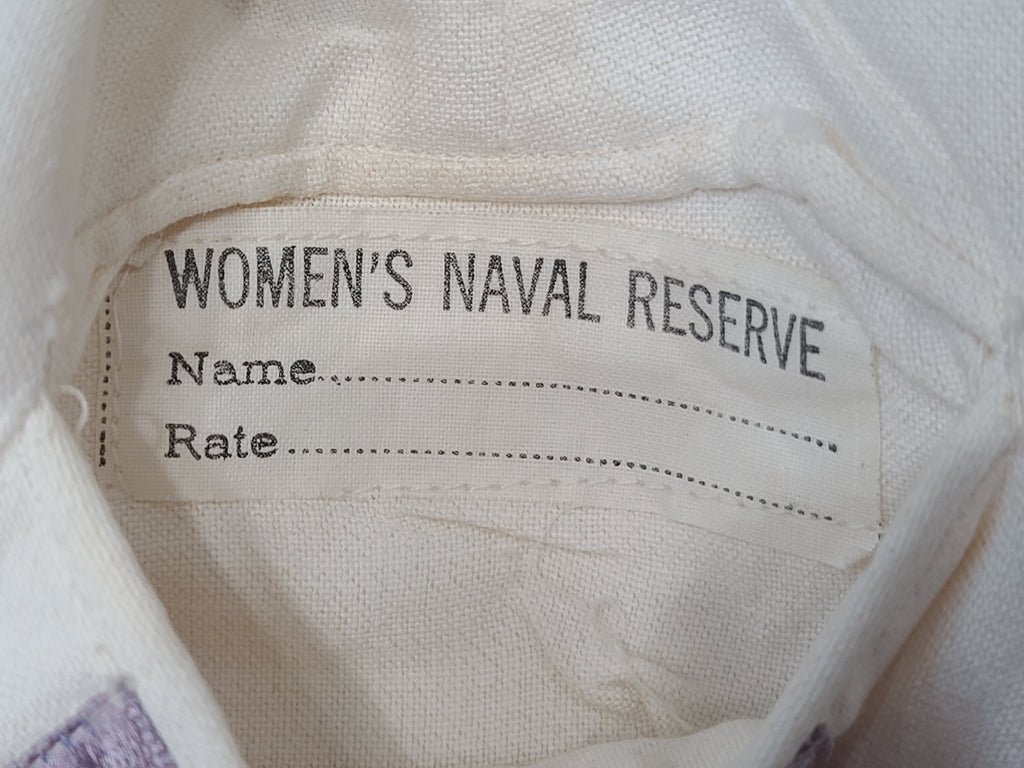 WOMEN'S NAVAL RESERVE
Name....................
Rate....................